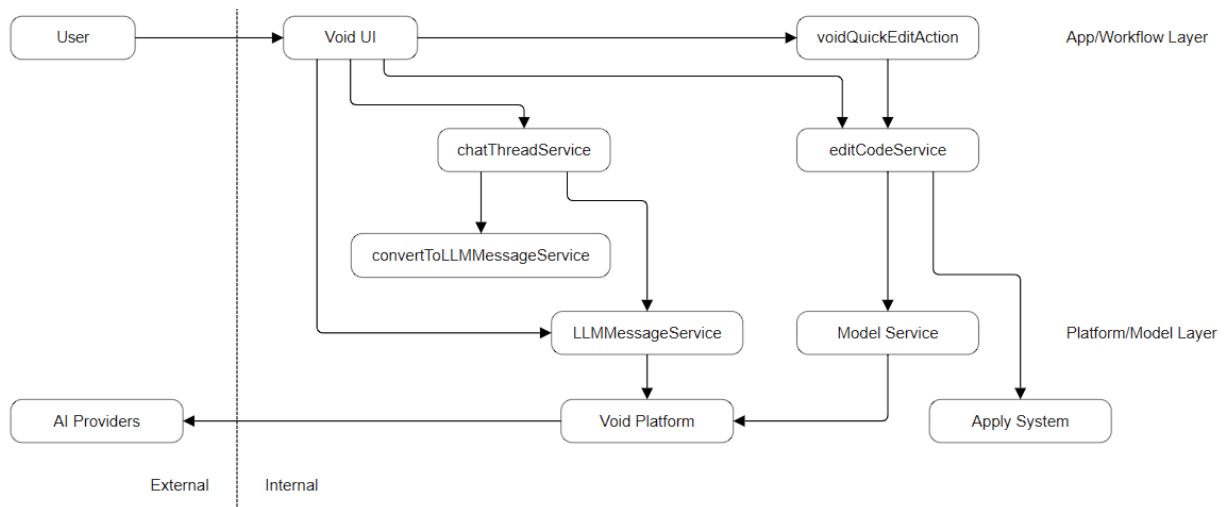 User
Void UI
voidQuickEditAction
App/Workflow Layer
chatThreadService
editCodeService
convertToLLMMessageService
LLMMessageService
Model Service
Platform/Model Layer
AI Providers
Void Platform
Apply System
External
Internal